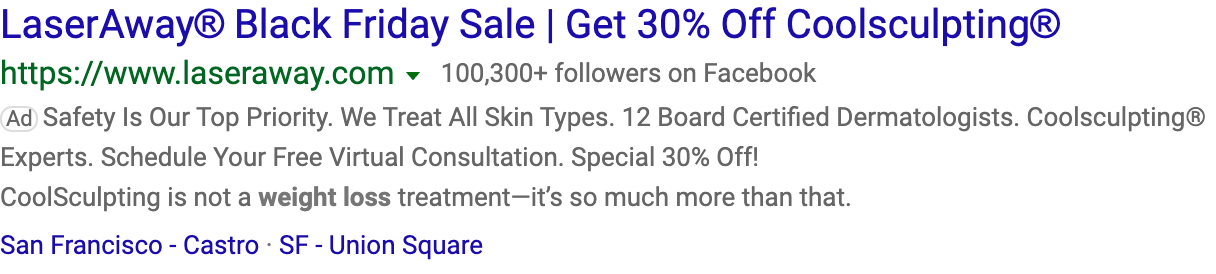 LaserAway® Black Friday Sale | Get 30% Off Coolsculpting®
https://www.laseraway.com 100,300+ followers on Facebook
Ad Safety Is Our Top Priority. We Treat All Skin Types. 12 Board Certified Dermatologists. Coolsculpting®
Experts. Schedule Your Free Virtual Consultation. Special 30% Off!
CoolSculpting is not a weight loss treatment—it’s so much more than that.
San Francisco - Castro · SF - Union Square